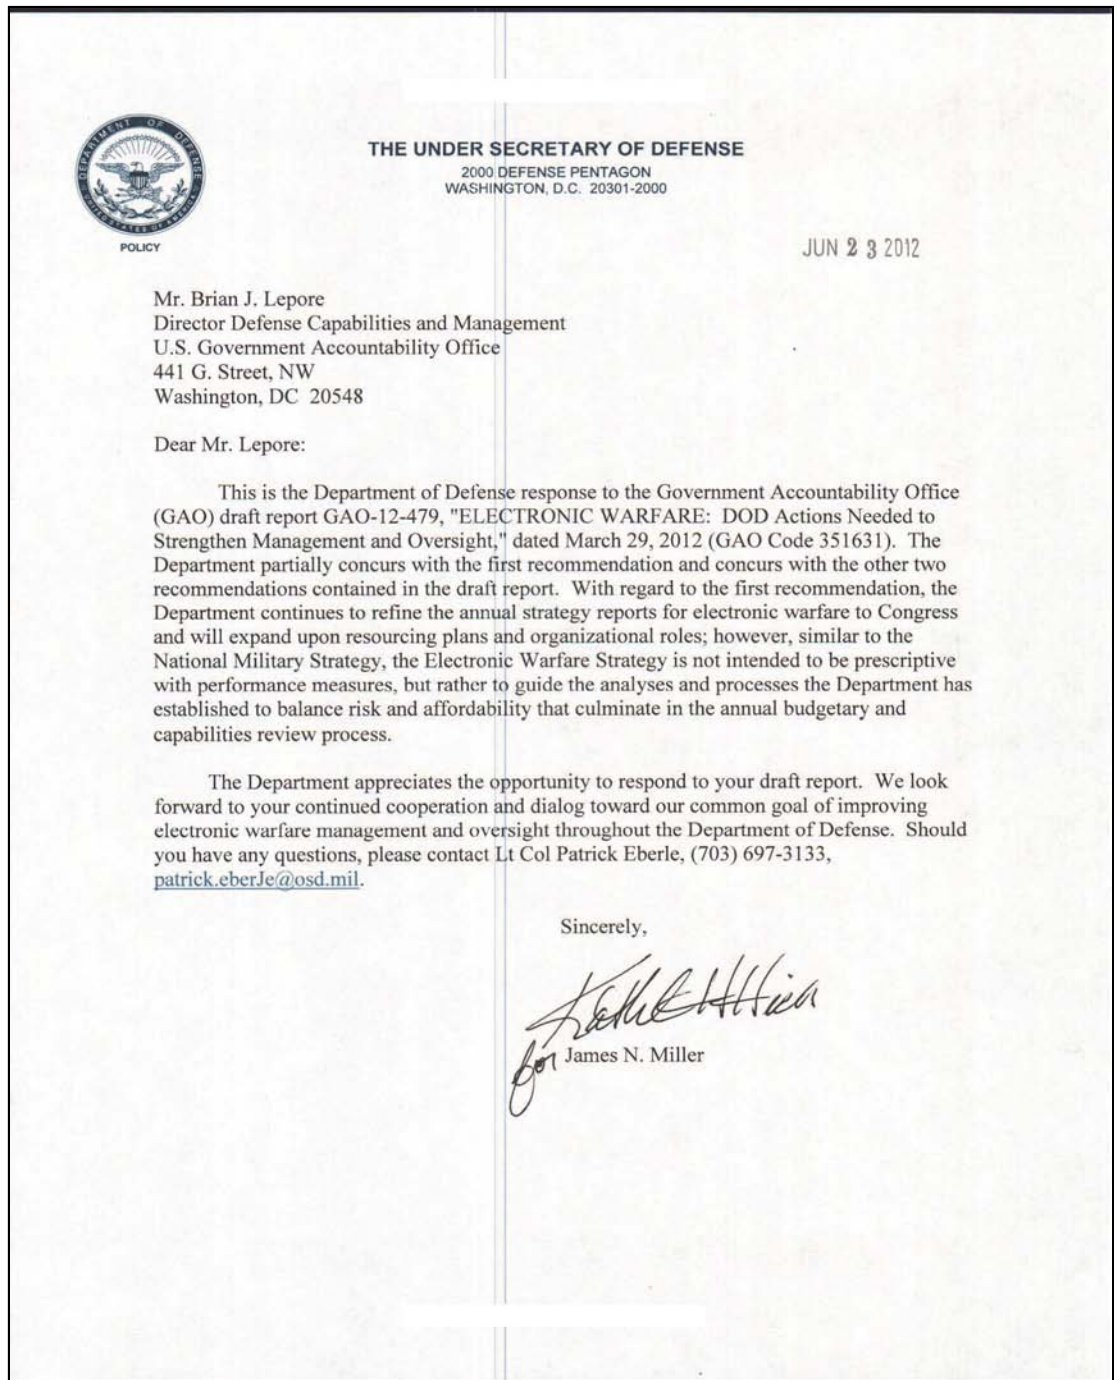 DEPARTMENT OF DEFENSE
UNITED STATES OF AMERICA
POLICY
THE UNDER SECRETARY OF DEFENSE
2000 DEFENSE PENTAGON
WASHINGTON, D.C. 20301-2000
JUN 23 2012
Mr. Brian J. Lepore
Director Defense Capabilities and Management
U.S. Government Accountability Office
441 G. Street, NW
Washington, DC 20548
Dear Mr. Lepore:
This is the Department of Defense response to the Government Accountability Office
(GAO) draft report GAO-12-479, "ELECTRONIC WARFARE: DOD Actions Needed to
Strengthen Management and Oversight," dated March 29, 2012 (GAO Code 351631). The
Department partially concurs with the first recommendation and concurs with the other two
recommendations contained in the draft report. With regard to the first recommendation, the
Department continues to refine the annual strategy reports for electronic warfare to Congress
and will expand upon resourcing plans and organizational roles; however, similar to the
National Military Strategy, the Electronic Warfare Strategy is not intended to be prescriptive
with performance measures, but rather to guide the analyses and processes the Department has
established to balance risk and affordability that culminate in the annual budgetary and
capabilities review process.
The Department appreciates the opportunity to respond to your draft report. We look
forward to your continued cooperation and dialog toward our common goal of improving
electronic warfare management and oversight throughout the Department of Defense. Should
you have any questions, please contact Lt Col Patrick Eberle, (703) 697-3133,
patrick.eberJe@osd.mil.
Sincerely,
for James N. Miller